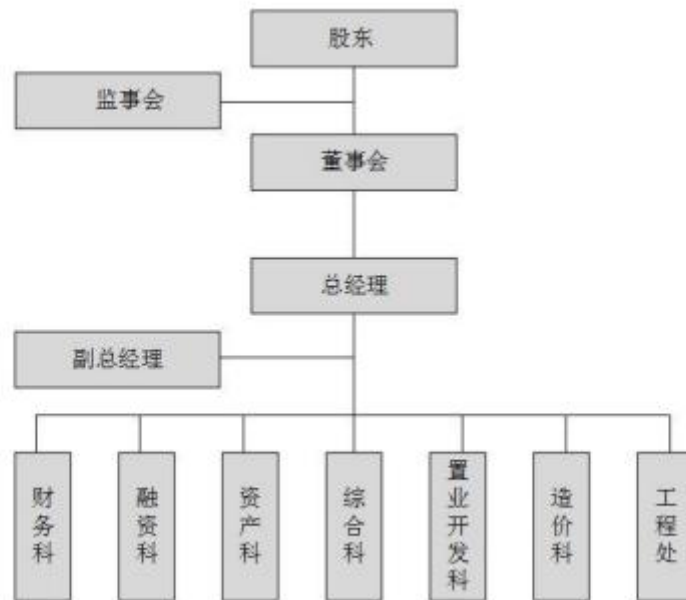 股东
监事会
董事会
总经理
副总经理
财务科
融资科
资产科
综合科
置业开发科
造价科
工程处